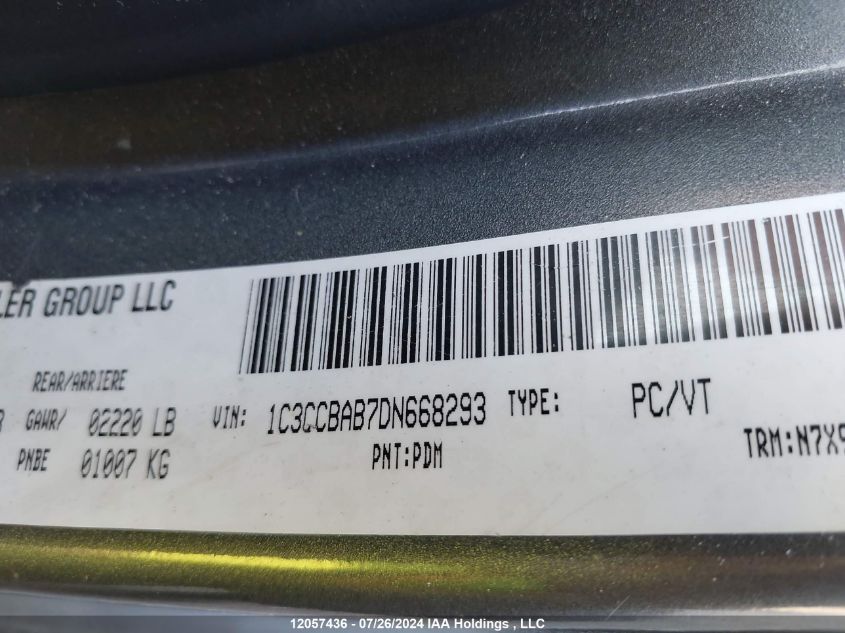 LER GROUP LLC
REAR/ARRIERE
GAWR/ 02220 LB VIN: 1C3CCBAB7DN668293 TYPE: PC/VT
PNBE 01007 KG PNT:PDM TRM:N7X9
12057436 - 07/26/2024 IAA Holdings, LLC